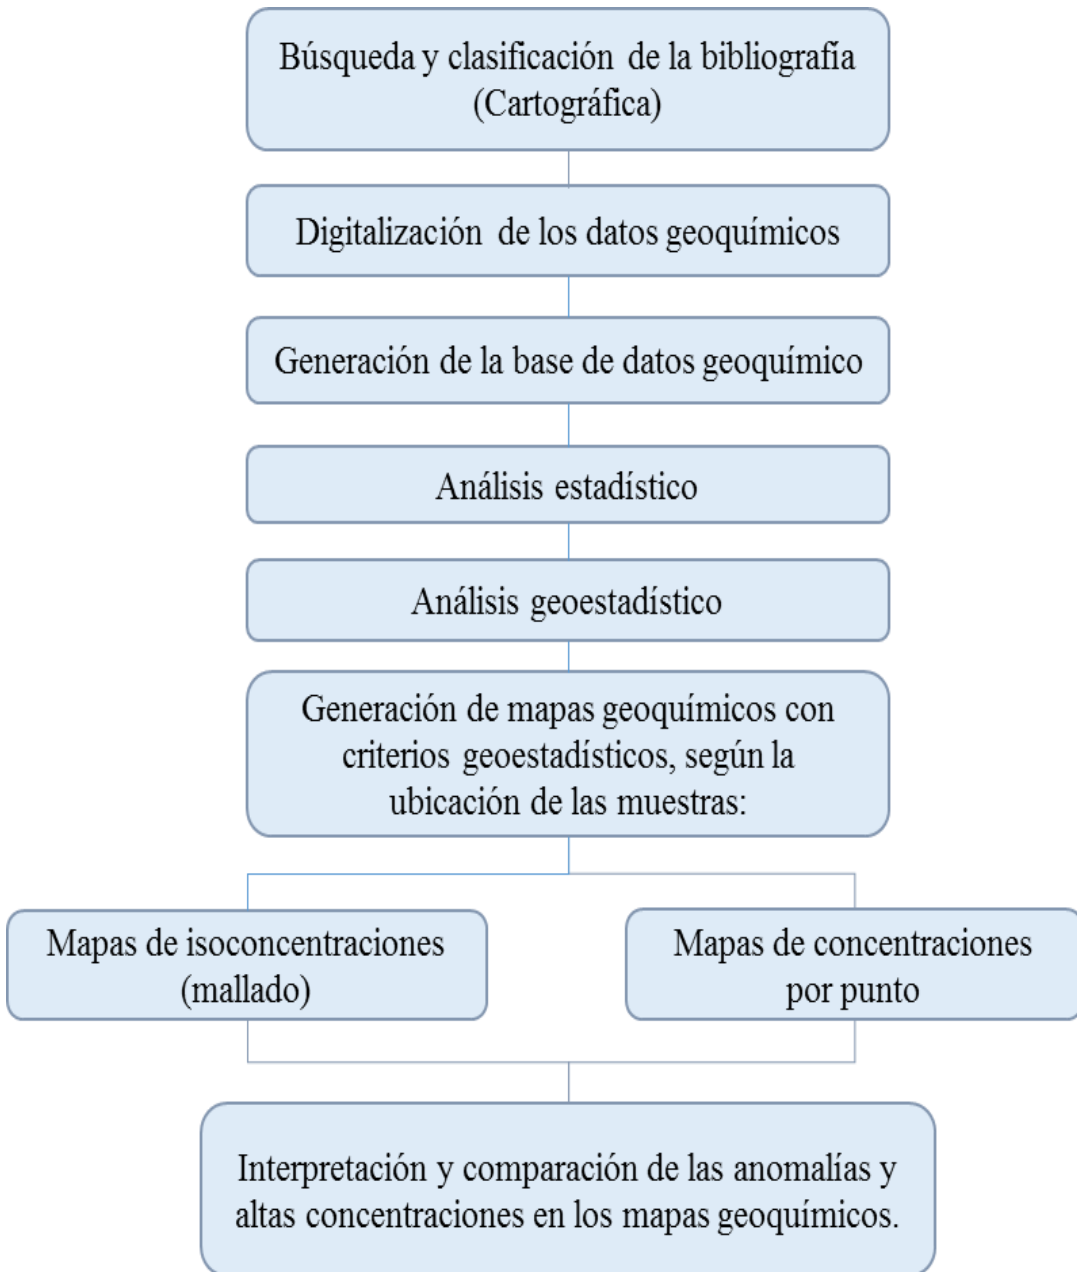 Búsqueda y clasificación de la bibliografía
(Cartográfica)
Digitalización de los datos geoquímicos
Generación de la base de datos geoquímico
Análisis estadístico
Análisis geoestadístico
Generación de mapas geoquímicos con
criterios geoestadísticos, según la
ubicación de las muestras:
Mapas de isoconcentraciones
(mallado)
Mapas de concentraciones
por punto
Interpretación y comparación de las anomalías y
altas concentraciones en los mapas geoquímicos.